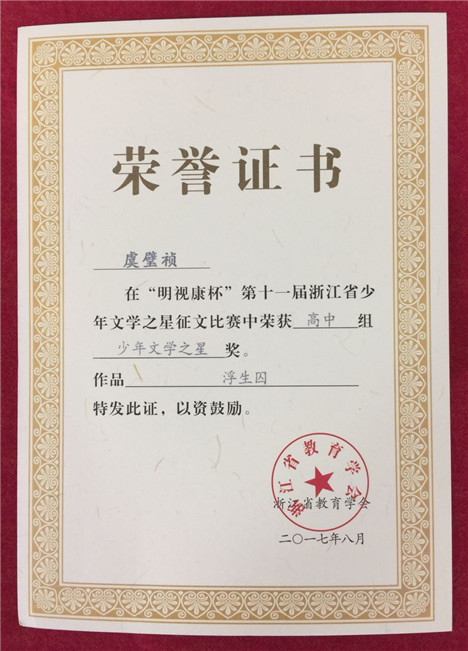 荣誉证书
虞璧祯
在“明视康杯”第十一届浙江省少
年文学之星征文比赛中荣获 高中 组
少年文学之星 奖。
作品 浮生囚
特发此证，以资鼓励。
浙江省教育学会
浙江省教育学会
二〇一七年八月